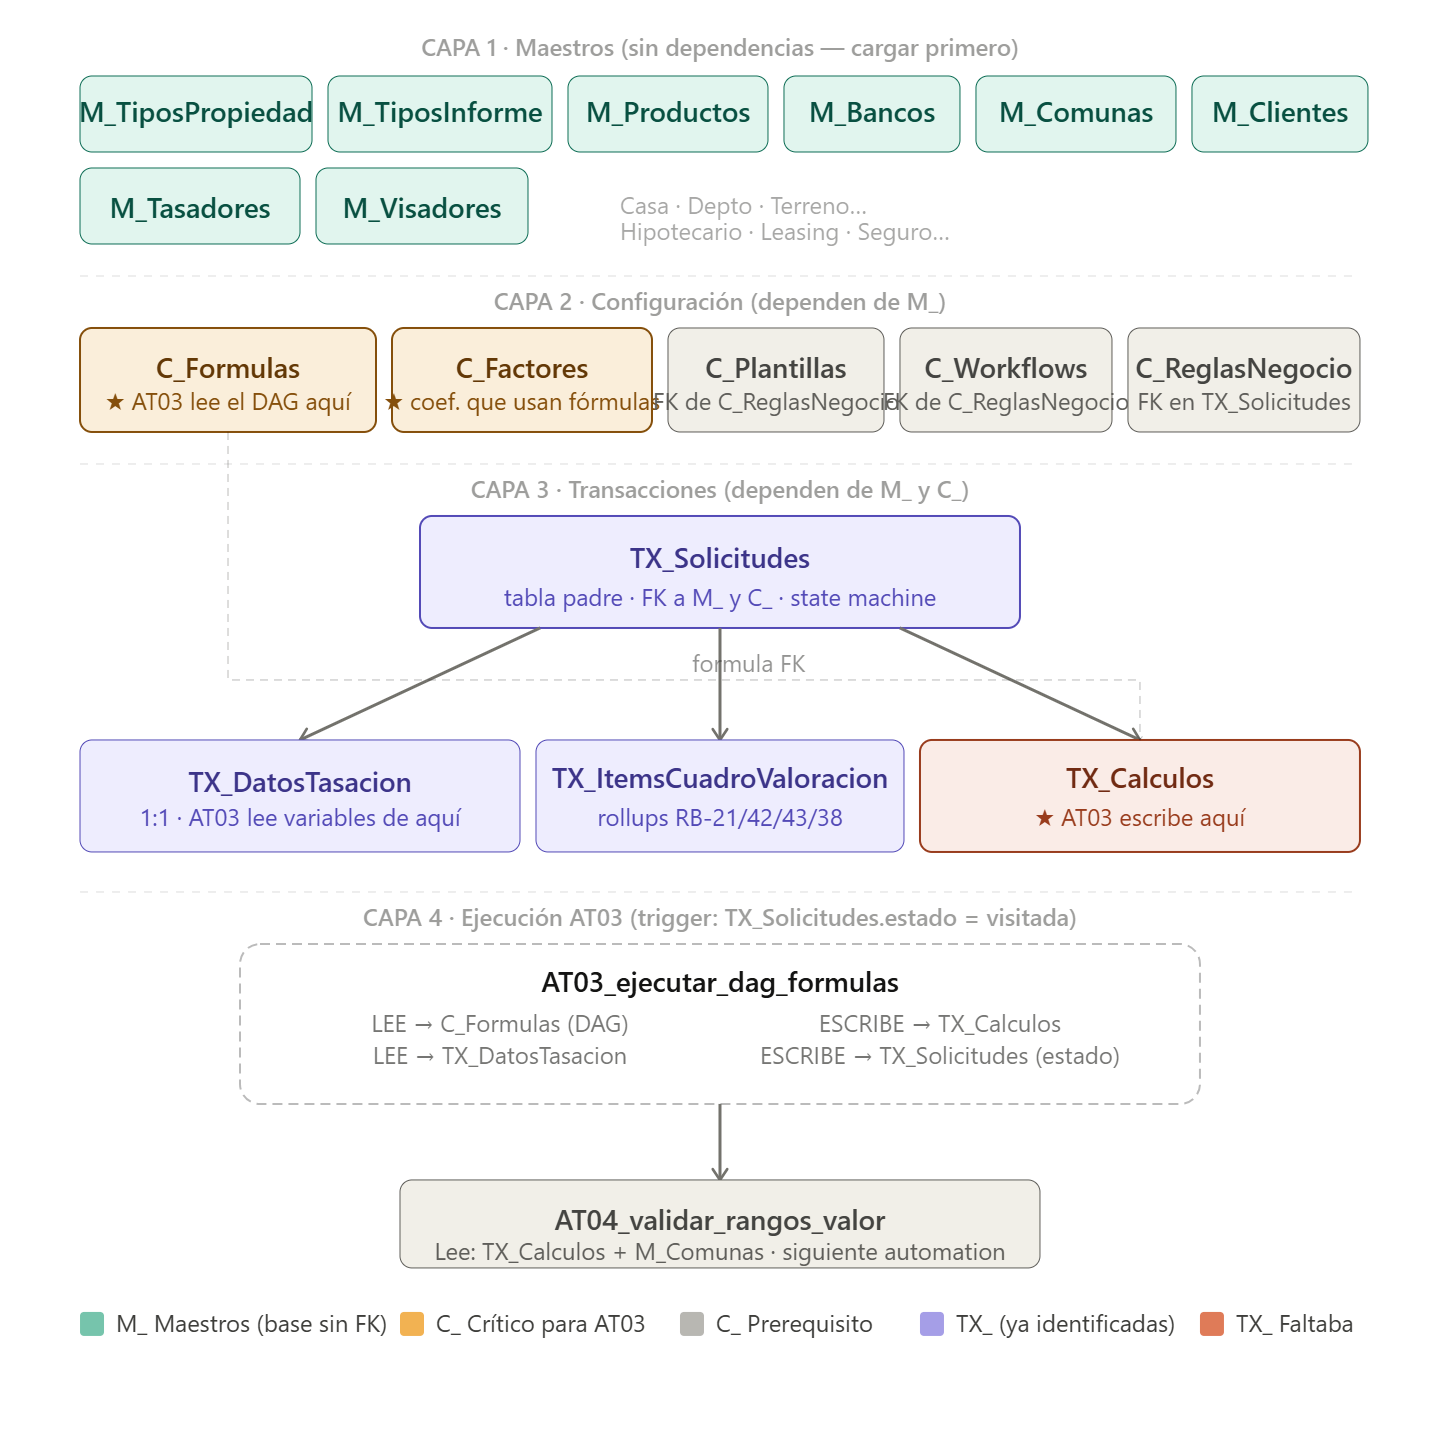 CAPA 1 · Maestros (sin dependencias — cargar primero)
M_TiposPropiedad
M_TiposInforme
M_Productos
M_Bancos
M_Comunas
M_Clientes
M_Tasadores
M_Visadores
Casa · Depto · Terreno...
Hipotecario · Leasing · Seguro...
CAPA 2 · Configuración (dependen de M_)
C_Formulas
★ AT03 lee el DAG aquí
C_Factores
★ coef. que usan fórmulas
C_Plantillas
FK de C_ReglasNegocio
C_Workflows
FK de C_ReglasNegocio
C_ReglasNegocio
FK en TX_Solicitudes
CAPA 3 · Transacciones (dependen de M_ y C_)
TX_Solicitudes
tabla padre · FK a M_ y C_ · state machine
formula FK
TX_DatosTasacion
1:1 · AT03 lee variables de aquí
TX_ItemsCuadroValoracion
rollups RB-21/42/43/38
TX_Calculos
★ AT03 escribe aquí
CAPA 4 · Ejecución AT03 (trigger: TX_Solicitudes.estado = visitada)
AT03_ejecutar_dag_formulas
LEE → C_Formulas (DAG)
ESCRIBE → TX_Calculos
LEE → TX_DatosTasacion
ESCRIBE → TX_Solicitudes (estado)
AT04_validar_rangos_valor
Lee: TX_Calculos + M_Comunas · siguiente automation
M_ Maestros (base sin FK)
C_ Crítico para AT03
C_ Prerequisito
TX_ (ya identificadas)
TX_ Faltaba